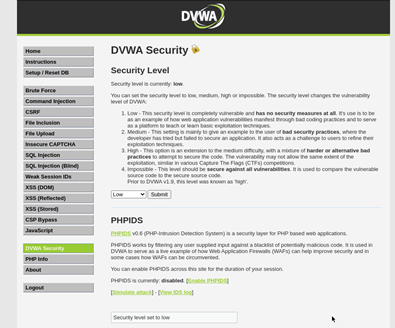 DVWA
Home
Instructions
Setup / Reset DB
Brute Force
Command Injection
CSRF
File Inclusion
File Upload
Insecure CAPTCHA
SQL Injection
SQL Injection (Blind)
Weak Session IDs
XSS (DOM)
XSS (Reflected)
XSS (Stored)
CSP Bypass
JavaScript
DVWA Security
PHP Info
About
Logout
DVWA Security
Security Level
Security level is currently: low.
You can set the security level to low, medium, high or impossible. The security level changes the vulnerability
level of DVWA:
1. Low - This security level is completely vulnerable and has no security measures at all. It's use is to be
as an example of how web application vulnerabilities manifest through bad coding practices and to serve
as a platform to teach or learn basic exploitation techniques.
2. Medium - This setting is mainly to give an example to the user of bad security practices, where the
developer has tried but failed to secure an application. It also acts as a challenge to users to refine their
exploitation techniques.
3. High - This option is an extension to the medium difficulty, with a mixture of harder or alternative bad
practices to attempt to secure the code. The vulnerability may not allow the same extent of the
exploitation, similar in various Capture The Flags (CTFs) competitions.
4. Impossible - This level should be secure against all vulnerabilities. It is used to compare the vulnerable
source code to the secure source code.
Prior to DVWA v1.9, this level was known as 'high'.
Low Submit
PHPIDS
PHPIDS v0.6 (PHP-Intrusion Detection System) is a security layer for PHP based web applications.
PHPIDS works by filtering any user supplied input against a blacklist of potentially malicious code. It is used in
DVWA to serve as a live example of how Web Application Firewalls (WAFs) can help improve security and in
some cases how WAFs can be circumvented.
You can enable PHPIDS across this site for the duration of your session.
PHPIDS is currently: disabled. [Enable PHPIDS]
[Simulate attack] - [View IDS log]
Security level set to low